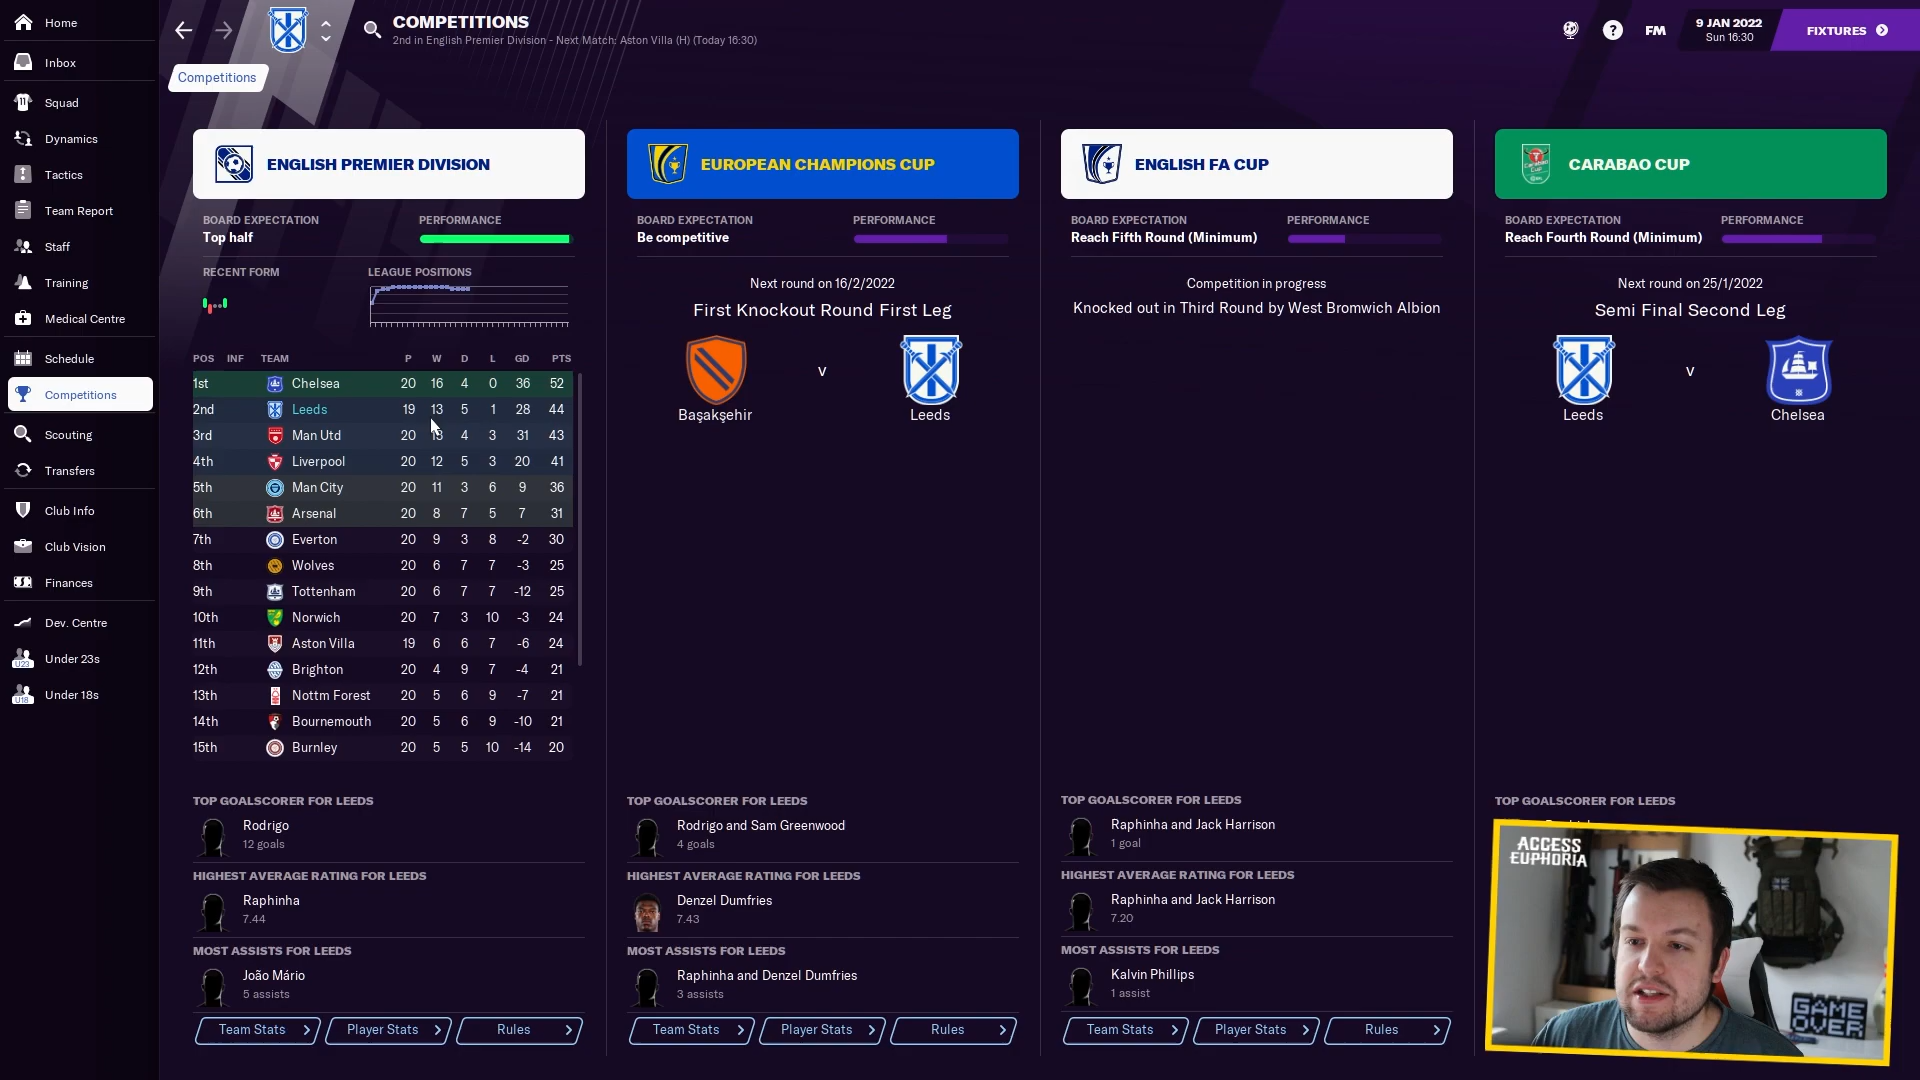 Home
Inbox
Squad
Dynamics
Tactics
Team Report
Staff
Training
Medical Centre
Schedule
Competitions
Scouting
Transfers
Club Info
Club Vision
Finances
Dev. Centre
U23
Under 23s
U18
Under 18s
COMPETITIONS
2nd in English Premier Division - Next Match: Aston Villa (H) (Today 16:30)
? FM
9 JAN 2022
Sun 16:30
FIXTURES
Competitions
ENGLISH PREMIER DIVISION
BOARD EXPECTATION PERFORMANCE
Top half
RECENT FORM LEAGUE POSITIONS
POS INF TEAM P W D L GD PTS
1st Chelsea 20 16 4 0 36 52
2nd Leeds 19 13 5 1 28 44
3rd Man Utd 20 13 4 3 31 43
4th Liverpool 20 12 5 3 20 41
5th Man City 20 11 3 6 9 36
6th Arsenal 20 8 7 5 7 31
7th Everton 20 9 3 8 -2 30
8th Wolves 20 6 7 7 -3 25
9th Tottenham 20 6 7 7 -12 25
10th Norwich 20 7 3 10 -3 24
11th Aston Villa 19 6 6 7 -6 24
12th Brighton 20 4 9 7 -4 21
13th Nottm Forest 20 5 6 9 -7 21
14th Bournemouth 20 5 6 9 -10 21
15th Burnley 20 5 5 10 -14 20
TOP GOALSCORER FOR LEEDS
Rodrigo
12 goals
HIGHEST AVERAGE RATING FOR LEEDS
Raphinha
7.44
MOST ASSISTS FOR LEEDS
João Mário
5 assists
Team Stats Player Stats Rules
EUROPEAN CHAMPIONS CUP
BOARD EXPECTATION PERFORMANCE
Be competitive
Next round on 16/2/2022
First Knockout Round First Leg
v
Başakşehir Leeds
TOP GOALSCORER FOR LEEDS
Rodrigo and Sam Greenwood
4 goals
HIGHEST AVERAGE RATING FOR LEEDS
Denzel Dumfries
7.43
MOST ASSISTS FOR LEEDS
Raphinha and Denzel Dumfries
3 assists
Team Stats Player Stats Rules
ENGLISH FA CUP
BOARD EXPECTATION PERFORMANCE
Reach Fifth Round (Minimum)
Competition in progress
Knocked out in Third Round by West Bromwich Albion
TOP GOALSCORER FOR LEEDS
Raphinha and Jack Harrison
1 goal
HIGHEST AVERAGE RATING FOR LEEDS
Raphinha and Jack Harrison
7.20
MOST ASSISTS FOR LEEDS
Kalvin Phillips
1 assist
Team Stats Player Stats Rules
CARABAO CUP
BOARD EXPECTATION PERFORMANCE
Reach Fourth Round (Minimum)
Next round on 25/1/2022
Semi Final Second Leg
v
Leeds Chelsea
TOP GOALSCORER FOR LEEDS
ACCESS
EUPHORIA
GAME
OVER